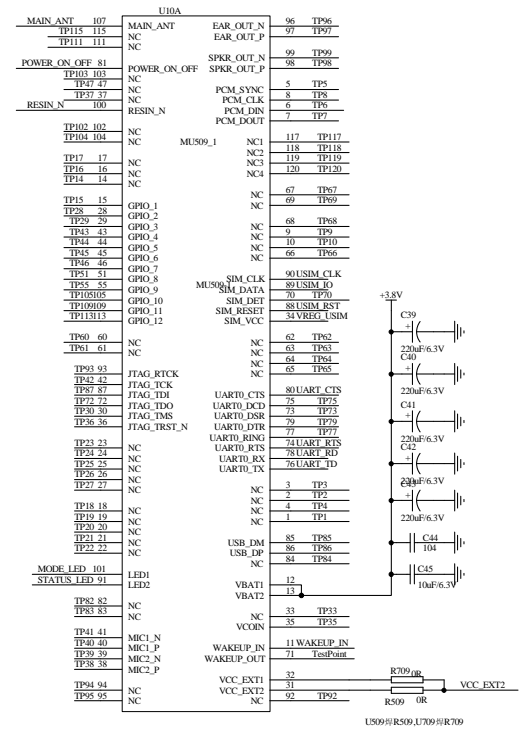 U10A
MAIN_ANT 107 MAIN_ANT EAR_OUT_N 96 TP96
TP115 115 NC EAR_OUT_P 97 TP97
TP111 111 NC
SPKR_OUT_N 99 TP99
POWER_ON_OFF 81 POWER_ON_OFF SPKR_OUT_P 98 TP98
TP103 103 NC
TP47 47 NC PCM_SYNC 5 TP5
TP37 37 NC PCM_CLK 8 TP8
RESIN_N 100 RESIN_N PCM_DIN 6 TP6
PCM_DOUT 7 TP7
TP102 102 NC
TP104 104 NC MU509_1 NC1 117 TP117
NC2 118 TP118
TP17 17 NC NC3 119 TP119
TP16 16 NC NC4 120 TP120
TP14 14 NC
NC 67 TP67
TP15 15 GPIO_1 NC 69 TP69
TP28 28 GPIO_2
TP29 29 GPIO_3 NC 68 TP68
TP43 43 GPIO_4 NC 9 TP9
TP44 44 GPIO_5 NC 10 TP10
TP45 45 GPIO_6 NC 66 TP66
TP46 46 GPIO_7
TP51 51 GPIO_8 SIM_CLK 90 USIM_CLK
TP55 55 GPIO_9 MU509_1 SIM_DATA 89 USIM_IO
TP105 105 GPIO_10 SIM_DET 70 TP70
TP109 109 GPIO_11 SIM_RESET 88 USIM_RST
TP113 113 GPIO_12 SIM_VCC 34 VREG_USIM
TP60 60 NC NC 62 TP62
TP61 61 NC NC 63 TP63
NC 64 TP64
TP93 93 JTAG_RTCK NC 65 TP65
TP42 42 JTAG_TCK
TP87 87 JTAG_TDI UART0_CTS 80 UART_CTS
TP72 72 JTAG_TDO UART0_DCD 75 TP75
TP30 30 JTAG_TMS UART0_DSR 73 TP73
TP36 36 JTAG_TRST_N UART0_DTR 79 TP79
UART0_RING 77 TP77
TP23 23 NC UART0_RTS 74 UART_RTS
TP24 24 NC UART0_RX 78 UART_RD
TP25 25 NC UART0_TX 76 UART_TD
TP26 26 NC
TP27 27 NC NC 3 TP3
NC 2 TP2
TP18 18 NC NC 4 TP4
TP19 19 NC NC 1 TP1
TP20 20 NC
TP21 21 NC USB_DM 85 TP85
TP22 22 NC USB_DP 86 TP86
NC 84 TP84
MODE_LED 101 LED1
STATUS_LED 91 LED2 VBAT1 12
VBAT2 13
TP82 82 NC
TP83 83 NC NC 33 TP33
VCOIN 35 TP35
TP41 41 MIC1_N
TP40 40 MIC1_P WAKEUP_IN 11 WAKEUP_IN
TP39 39 MIC2_N WAKEUP_OUT 71 TestPoint
TP38 38 MIC2_P
VCC_EXT1 32
TP94 94 NC VCC_EXT2 31
TP95 95 NC NC 92 TP92
+3.8V
C39
+
220uF/6.3V
C40
+
220uF/6.3V
C41
+
220uF/6.3V
C42
+
220uF/6.3V
C43
+
220uF/6.3V
C44
104
C45
10uF/6.3V
R709 0R
VCC_EXT2
R509 0R
U509焊R509,U709焊R709